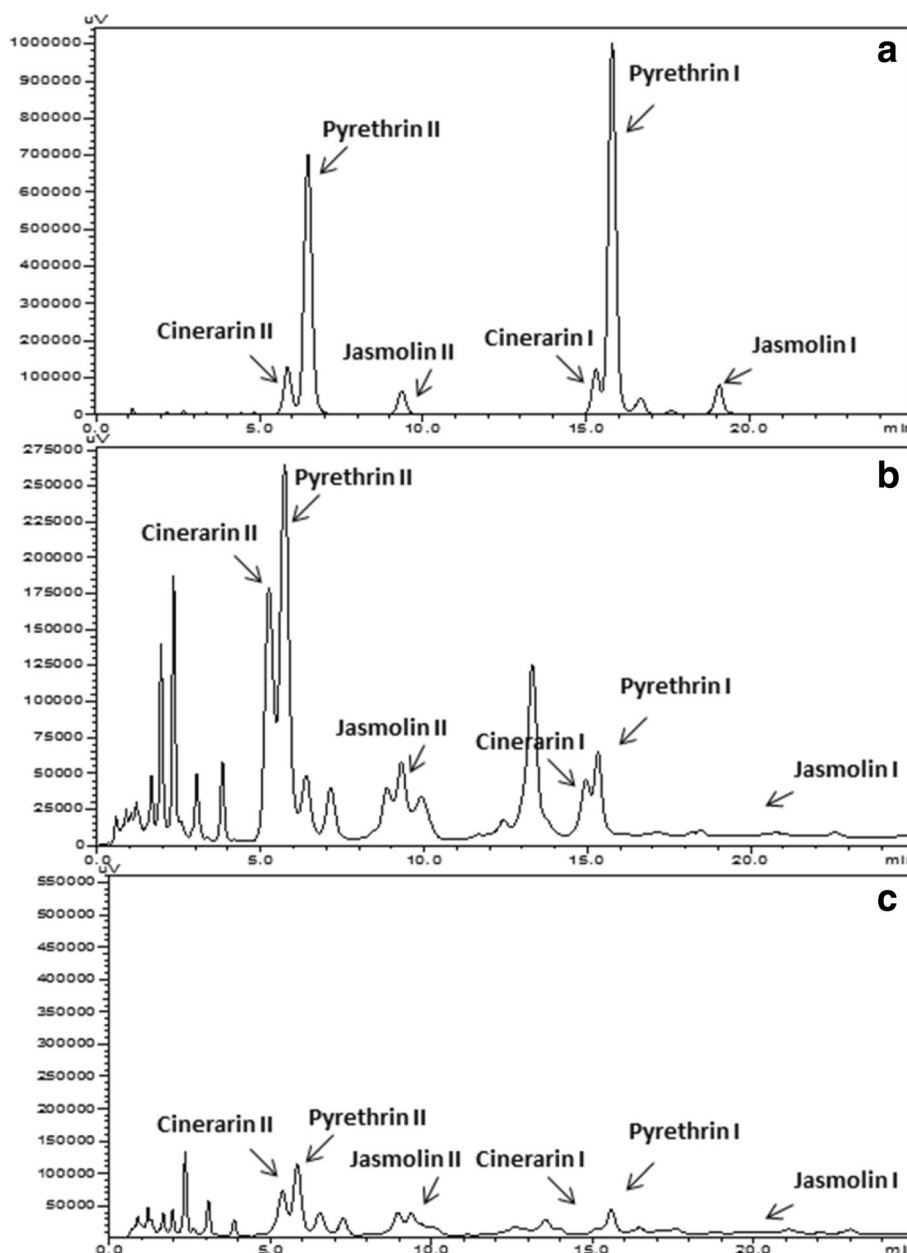 uV
a
1000000
900000
800000
700000
600000
500000
400000
300000
200000
100000
0
Pyrethrin I
Pyrethrin II
Cinerarin II
Jasmolin II
Cinerarin I
Jasmolin I
0.0 5.0 10.0 15.0 20.0 min
uV
b
275000
250000
225000
200000
175000
150000
125000
100000
75000
50000
25000
0
Pyrethrin II
Cinerarin II
Jasmolin II
Cinerarin I
Pyrethrin I
Jasmolin I
0.0 5.0 10.0 15.0 20.0 min
uV
c
550000
500000
450000
400000
350000
300000
250000
200000
150000
100000
50000
Cinerarin II
Pyrethrin II
Jasmolin II
Cinerarin I
Pyrethrin I
Jasmolin I
0.0 5.0 10.0 15.0 20.0 min